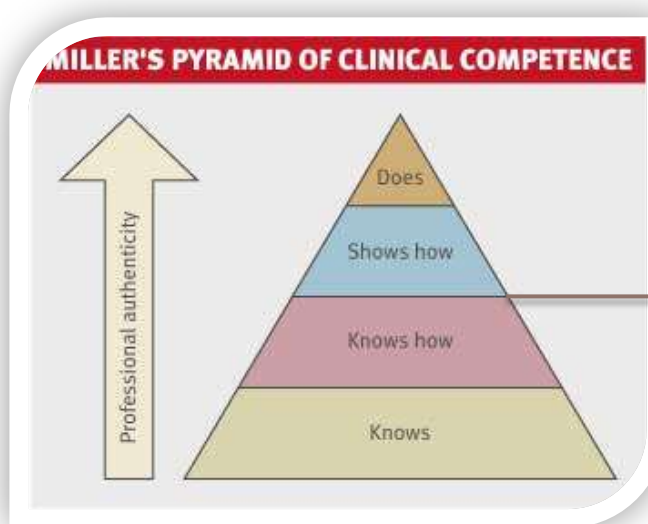 MILLER'S PYRAMID OF CLINICAL COMPETENCE
Professional authenticity
Does
Shows how
Knows how
Knows